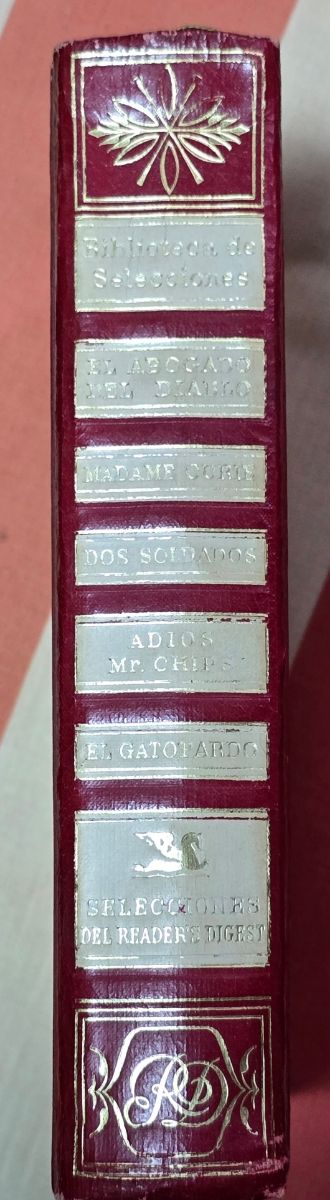 Biblioteca de
Selecciones
EL ABOGADO
DEL DIABLO
MADAME CURIE
DOS SOLDADOS
ADIOS
Mr. CHIPS
EL GATOPARDO
SELECCIONES
DEL READER'S DIGEST
RD